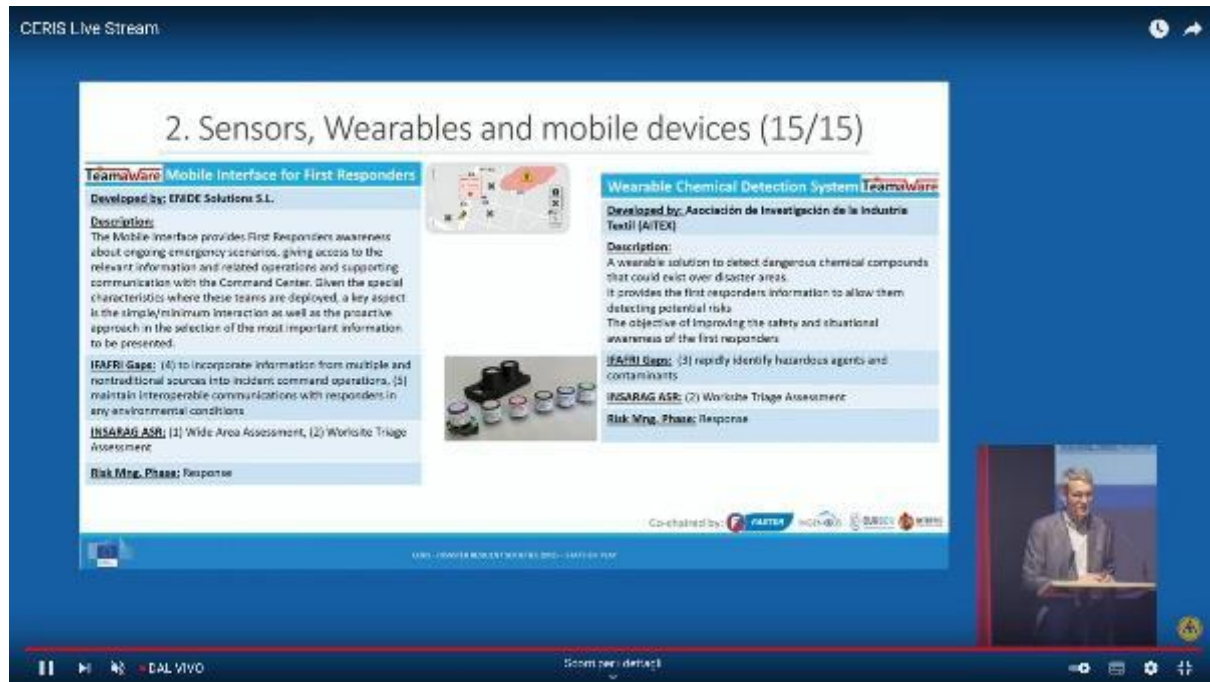 CERIS Live Stream
2. Sensors, Wearables and mobile devices (15/15)
Teamaware Mobile Interface for First Responders
Developed by: ENIDE Solutions S.L.
Description:
The Mobile Interface provides First Responders awareness
about ongoing emergency scenarios, giving access to the
relevant information and related operations and supporting
communication with the Command Center. Given the special
characteristics where these teams are deployed, a key aspect
is the simple/minimum interaction as well as the proactive
approach in the selection of the most important information
to be presented.
IFAFRI Gaps: (4) to incorporate information from multiple and
nontraditional sources into incident command operations, (5)
maintain interoperable communications with responders in
any environmental conditions
INSARAG ASR: (1) Wide Area Assessment, (2) Worksite Triage
Assessment
Risk Mng. Phase: Response
Wearable Chemical Detection System Teamaware
Developed by: Asociación de Investigación de la Industria
Textil (AITEX)
Description:
A wearable solution to detect dangerous chemical compounds
that could exist over disaster areas.
It provides the first responders information to allow them
detecting potential risks
The objective of improving the safety and situational
awareness of the first responders
IFAFRI Gaps: (3) rapidly identify hazardous agents and
contaminants
INSARAG ASR: (2) Worksite Triage Assessment
Risk Mng. Phase: Response
Co-chaired by: FASTER
DAL VIVO
Scorri per i dettagli